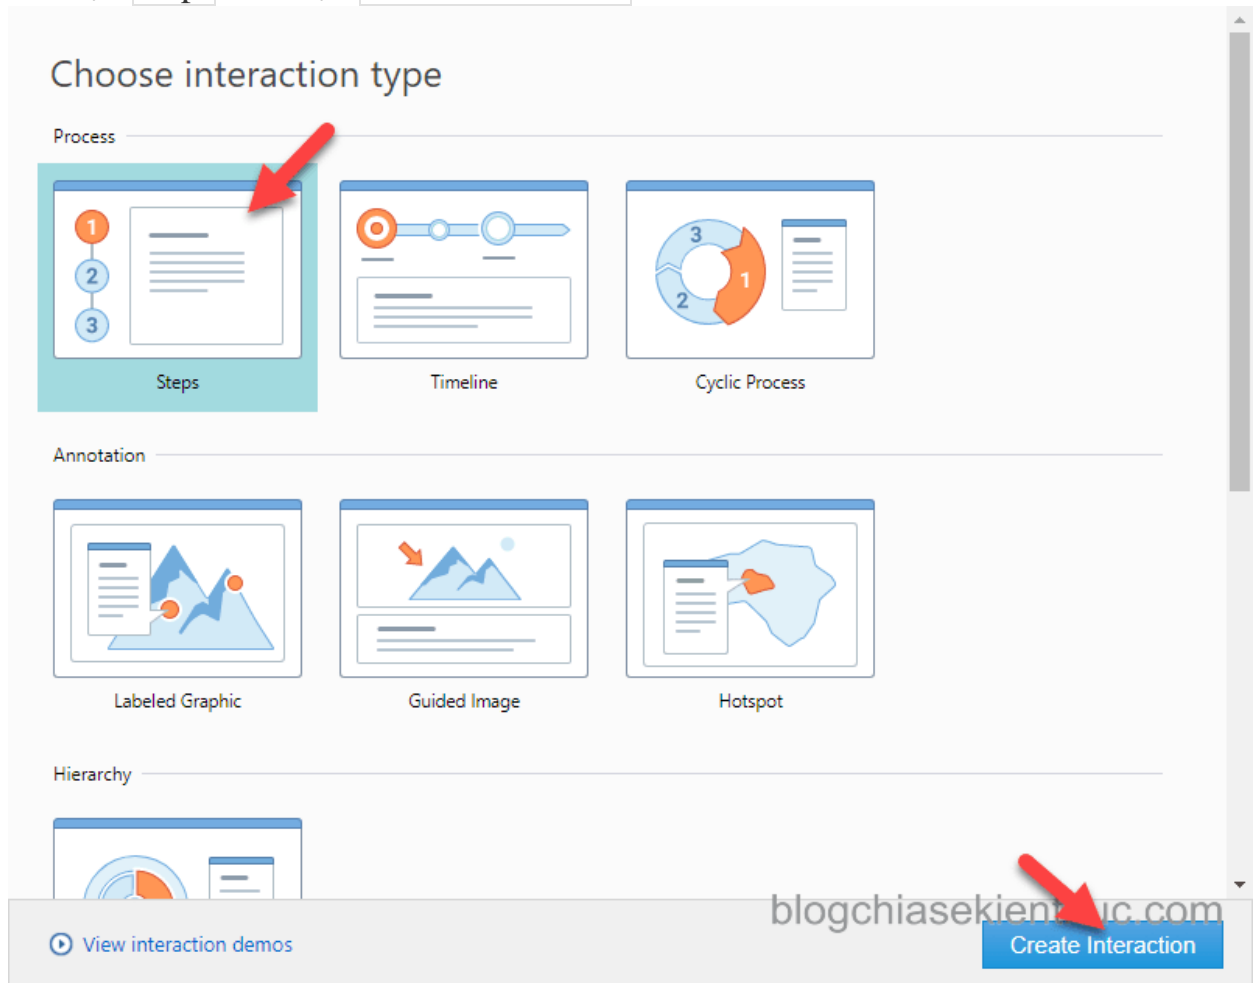 Choose interaction type
Process
1
2
3
3
1
2
Steps
Timeline
Cyclic Process
Annotation
Labeled Graphic
Guided Image
Hotspot
Hierarchy
blogchiasekienthuc.com
View interaction demos
Create Interaction